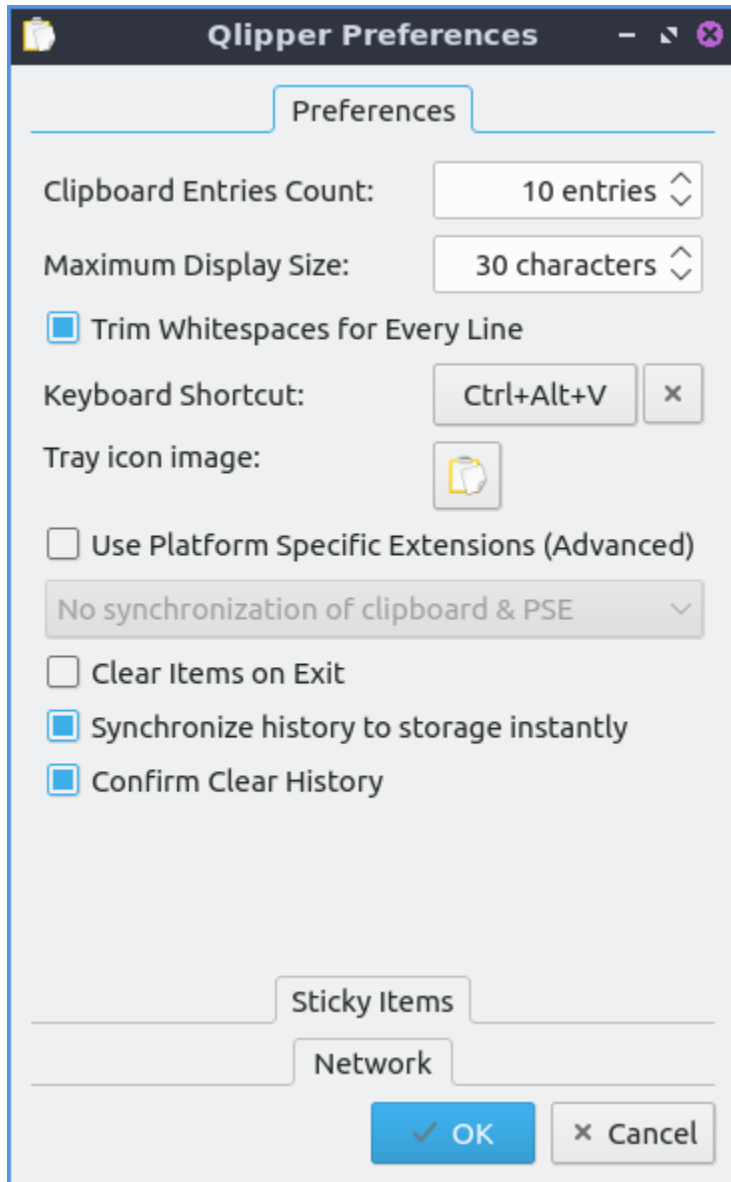 Qlipper Preferences
Preferences
Clipboard Entries Count: 10 entries
Maximum Display Size: 30 characters
Trim Whitespaces for Every Line
Keyboard Shortcut: Ctrl+Alt+V
Tray icon image:
Use Platform Specific Extensions (Advanced)
No synchronization of clipboard & PSE
Clear Items on Exit
Synchronize history to storage instantly
Confirm Clear History
Sticky Items
Network
OK Cancel